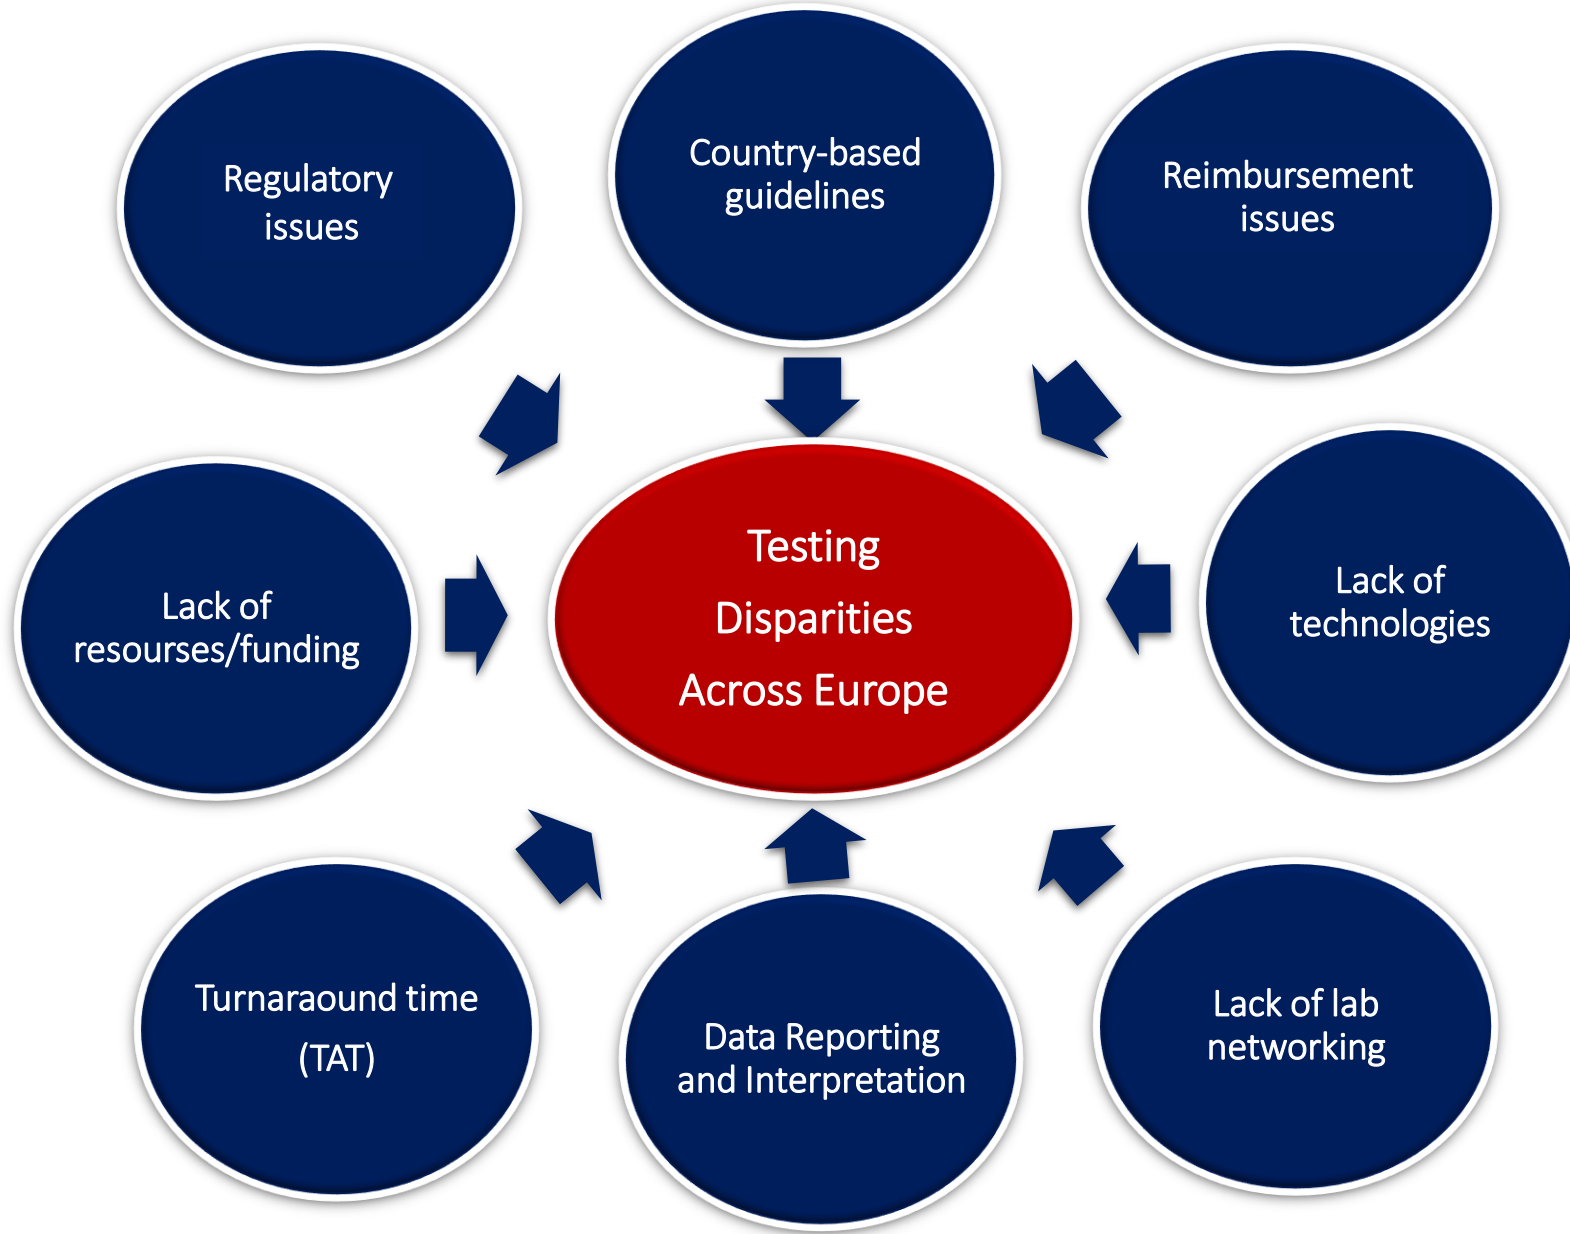 Regulatory
issues
Country-based
guidelines
Reimbursement
issues
Lack of
resourses/funding
Testing
Disparities
Across Europe
Lack of
technologies
Turnaraound time
(TAT)
Data Reporting
and Interpretation
Lack of lab
networking